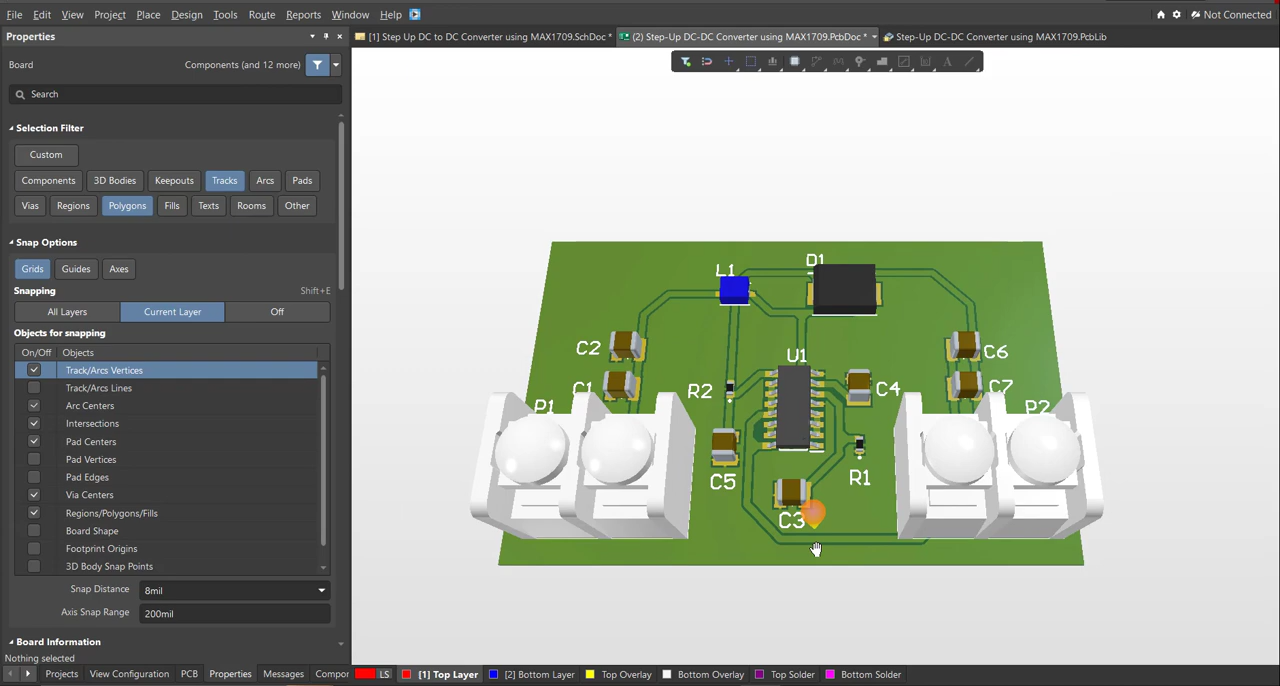 File Edit View Project Place Design Tools Route Reports Window Help Not Connected
Properties
[1] Step Up DC to DC Converter using MAX1709.SchDoc *
(2) Step-Up DC-DC Converter using MAX1709.PcbDoc *
Step-Up DC-DC Converter using MAX1709.PcbLib
Board Components (and 12 more)
Search
Selection Filter
Custom
Components 3D Bodies Keepouts Tracks Arcs Pads
Vias Regions Polygons Fills Texts Rooms Other
Snap Options
Grids Guides Axes
Snapping Shift+E
All Layers Current Layer Off
Objects for snapping
On/Off Objects
Track/Arcs Vertices
Track/Arcs Lines
Arc Centers
Intersections
Pad Centers
Pad Vertices
Pad Edges
Via Centers
Regions/Polygons/Fills
Board Shape
Footprint Origins
3D Body Snap Points
Snap Distance 8mil
Axis Snap Range 200mil
Board Information
Nothing selected
Projects View Configuration PCB Properties Messages Compor
L1 D1
C2 U1 C6
C1 R2 C4 C7
P1 P2
C5 R1
C3
LS [1] Top Layer [2] Bottom Layer Top Overlay Bottom Overlay Top Solder Bottom Solder